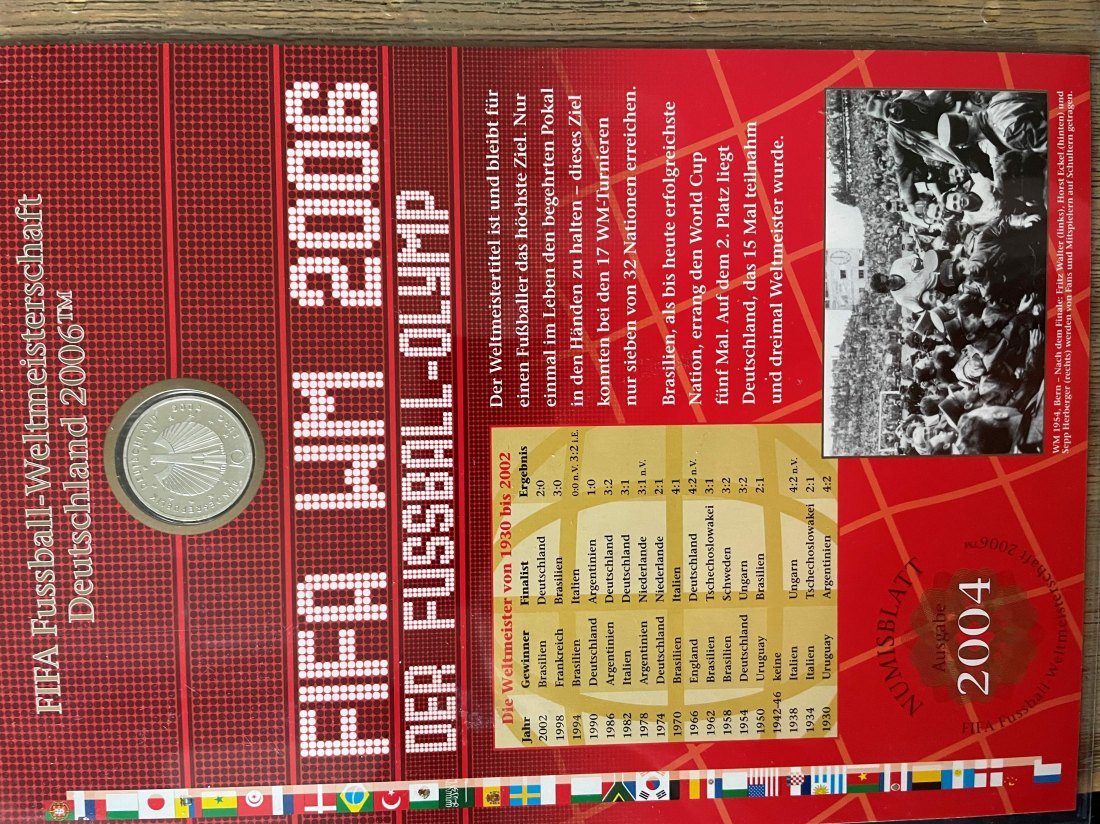 FIFA Fussball-Weltmeisterschaft
Deutschland 2006™
BUNDESREPUBLIK DEUTSCHLAND 2004
10 EURO
FIFA WM 2006
DER FUSSBALL-OLYMP
Die Weltmeister von 1930 bis 2002
Jahr Gewinner Finalist Ergebnis
2002 Brasilien Deutschland 2:0
1998 Frankreich Brasilien 3:0
1994 Brasilien Italien 0:0 n.V. 3:2 i.E.
1990 Deutschland Argentinien 1:0
1986 Argentinien Deutschland 3:2
1982 Italien Deutschland 3:1
1978 Argentinien Niederlande 3:1 n.V.
1974 Deutschland Niederlande 2:1
1970 Brasilien Italien 4:1
1966 England Deutschland 4:2 n.V.
1962 Brasilien Tschechoslowakei 3:1
1958 Brasilien Schweden 3:2
1954 Deutschland Ungarn 3:2
1950 Uruguay Brasilien 2:1
1942-46 keine
1938 Italien Ungarn 4:2 n.V.
1934 Italien Tschechoslowakei 2:1
1930 Uruguay Argentinien 4:2
Der Weltmeistertitel ist und bleibt für
einen Fußballer das höchste Ziel. Nur
einmal im Leben den begehrten Pokal
in den Händen zu halten – dieses Ziel
konnten bei den 17 WM-Turnieren
nur sieben von 32 Nationen erreichen.
Brasilien, als bis heute erfolgreichste
Nation, errang den World Cup
fünf Mal. Auf dem 2. Platz liegt
Deutschland, das 15 Mal teilnahm
und dreimal Weltmeister wurde.
NUMISBLATT
Ausgabe
2004
FIFA Fussball-Weltmeisterschaft 2006™
WM 1954, Bern – Nach dem Finale: Fritz Walter (links), Horst Eckel (hinten) und
Sepp Herberger (rechts) werden von Fans und Mitspielern auf Schultern getragen.